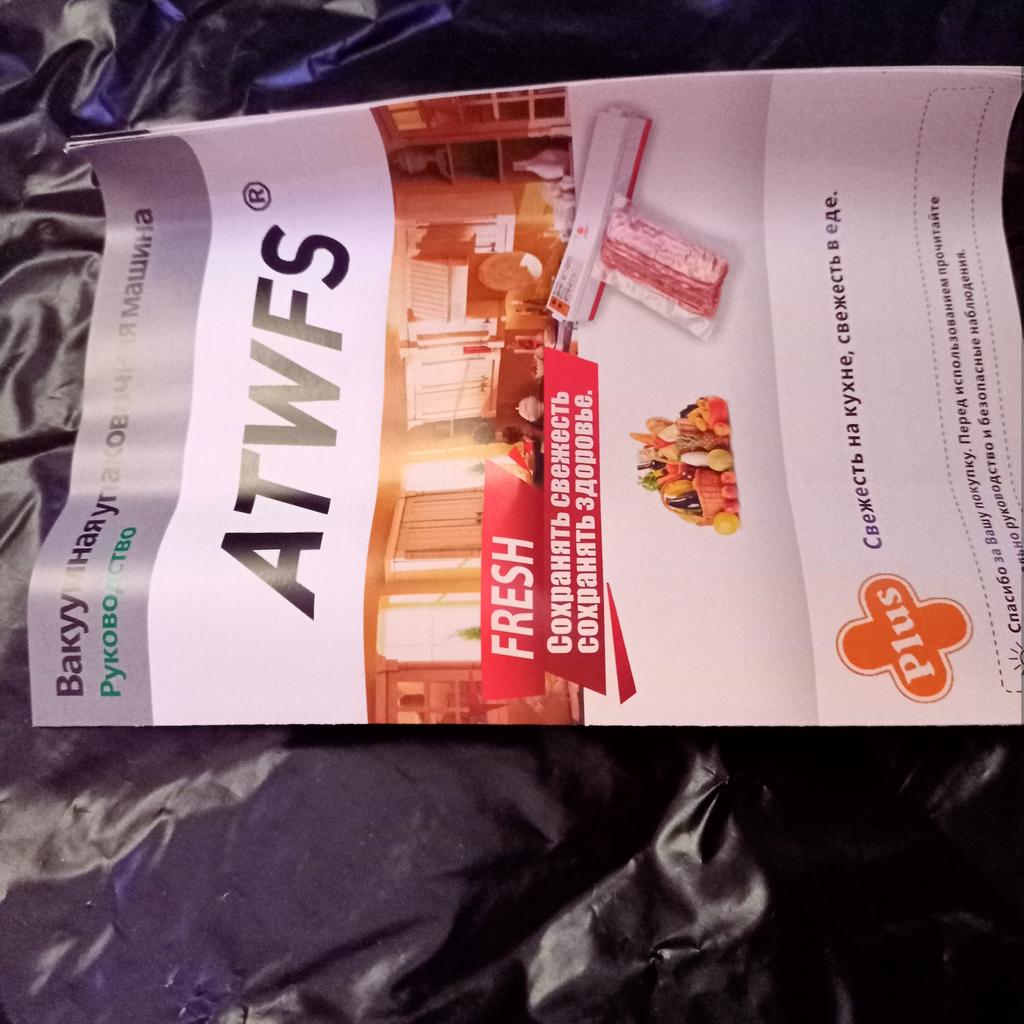 Вакуумная упаковочная машина
Руководство
ATWFS®
FRESH
Сохранять свежесть
сохранять здоровье.
Plus
Свежесть на кухне, свежесть в еде.
Спасибо за Вашу покупку. Перед использованием прочитайте
руководство и безопасные наблюдения.